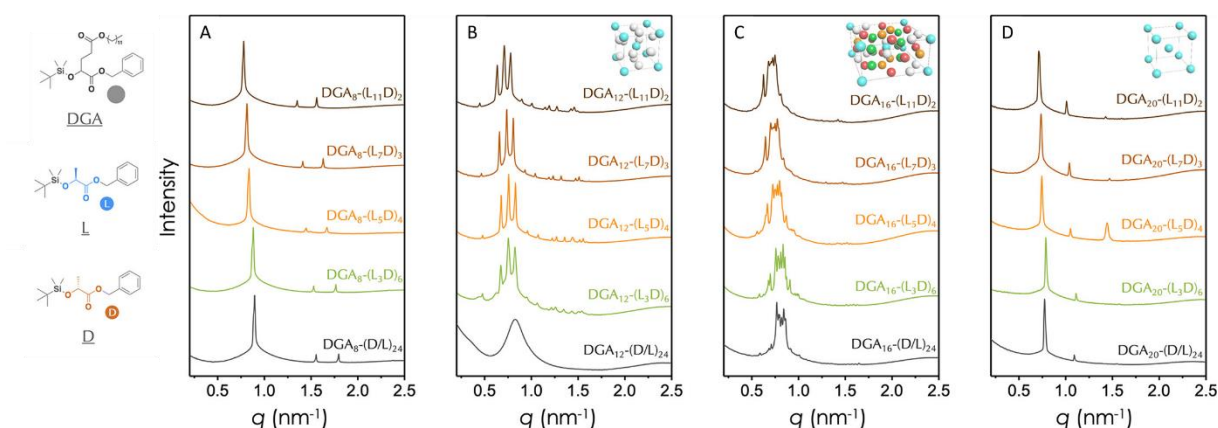 Si
O
O
O
O
O
11
DGA
Si
O
O
O
L
L
Si
O
O
O
D
D
Intensity
A
DGA₈-(L₁₁D)₂
DGA₈-(L₇D)₃
DGA₈-(L₅D)₄
DGA₈-(L₃D)₆
DGA₈-(D/L)₂₄
0.5 1.0 1.5 2.0 2.5
q (nm⁻¹)
B
DGA₁₂-(L₁₁D)₂
DGA₁₂-(L₇D)₃
DGA₁₂-(L₅D)₄
DGA₁₂-(L₃D)₆
DGA₁₂-(D/L)₂₄
0.5 1.0 1.5 2.0 2.5
q (nm⁻¹)
C
DGA₁₆-(L₁₁D)₂
DGA₁₆-(L₇D)₃
DGA₁₆-(L₅D)₄
DGA₁₆-(L₃D)₆
DGA₁₆-(D/L)₂₄
0.5 1.0 1.5 2.0 2.5
q (nm⁻¹)
D
DGA₂₀-(L₁₁D)₂
DGA₂₀-(L₇D)₃
DGA₂₀-(L₅D)₄
DGA₂₀-(L₃D)₆
DGA₂₀-(D/L)₂₄
0.5 1.0 1.5 2.0 2.5
q (nm⁻¹)